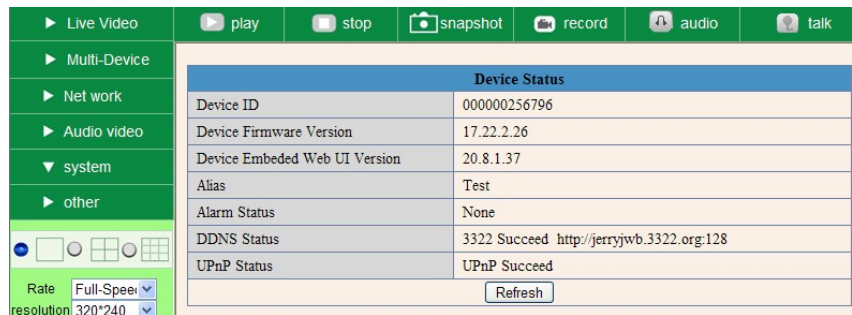 Live Video
play
stop
snapshot
record
audio
talk
Multi-Device
Net work
Audio video
system
other
Rate Full-Spee
resolution 320*240
Device Status
Device ID 000000256796
Device Firmware Version 17.22.2.26
Device Embeded Web UI Version 20.8.1.37
Alias Test
Alarm Status None
DDNS Status 3322 Succeed http://jerryjwb.3322.org:128
UPnP Status UPnP Succeed
Refresh